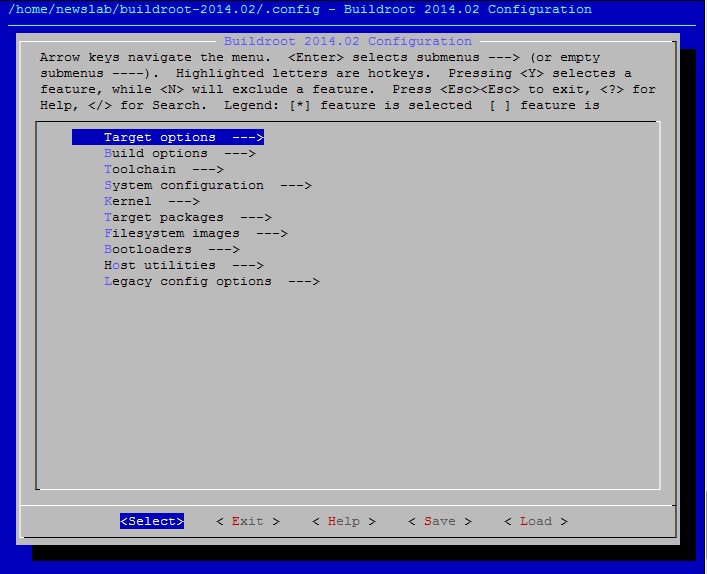 /home/newslab/buildroot-2014.02/.config - Buildroot 2014.02 Configuration
Buildroot 2014.02 Configuration
Arrow keys navigate the menu.  <Enter> selects submenus ---> (or empty
submenus ----).  Highlighted letters are hotkeys.  Pressing <Y> selectes a
feature, while <N> will exclude a feature.  Press <Esc><Esc> to exit, <?> for
Help, </> for Search.  Legend: [*] feature is selected  [ ] feature is
Target options  --->
Build options  --->
Toolchain  --->
System configuration  --->
Kernel  --->
Target packages  --->
Filesystem images  --->
Bootloaders  --->
Host utilities  --->
Legacy config options  --->
<Select>    < Exit >    < Help >    < Save >    < Load >